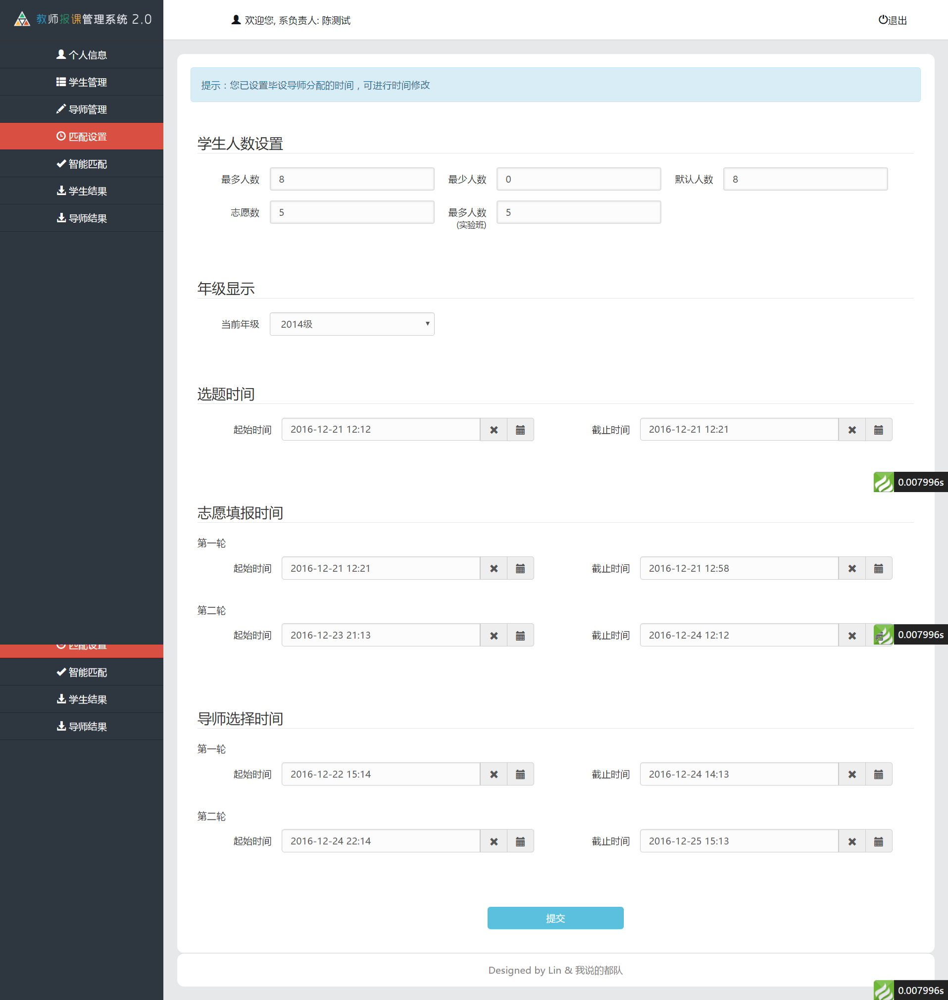 教师报课管理系统 2.0
欢迎您, 系负责人: 陈测试
退出
个人信息
学生管理
导师管理
匹配设置
智能匹配
学生结果
导师结果
提示：您已设置毕设导师分配的时间，可进行时间修改
学生人数设置
最多人数 8 最少人数 0 默认人数 8
志愿数 5 最多人数 5
(实验班)
年级显示
当前年级 2014级
选题时间
起始时间 2016-12-21 12:12 截止时间 2016-12-21 12:21
0.007996s
志愿填报时间
第一轮
起始时间 2016-12-21 12:21 截止时间 2016-12-21 12:58
第二轮
起始时间 2016-12-23 21:13 截止时间 2016-12-24 12:12
0.007996s
匹配设置
智能匹配
学生结果
导师结果
导师选择时间
第一轮
起始时间 2016-12-22 15:14 截止时间 2016-12-24 14:13
第二轮
起始时间 2016-12-24 22:14 截止时间 2016-12-25 15:13
提交
Designed by Lin & 我说的都队
0.007996s